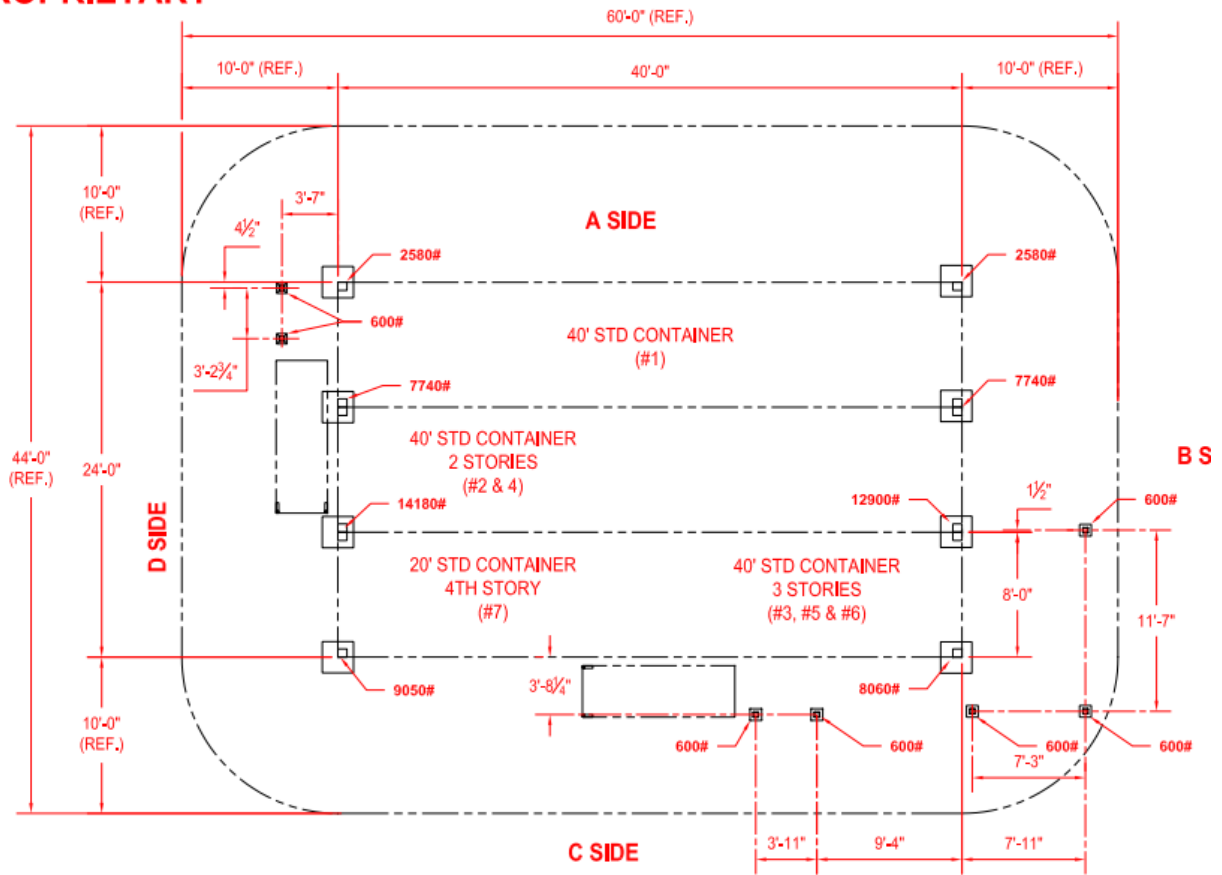 60'-0" (REF.)
10'-0" (REF.)
40'-0"
10'-0" (REF.)
10'-0"
(REF.)
3'-7"
4½"
A SIDE
2580#
2580#
600#
40' STD CONTAINER
(#1)
3'-2¾"
7740#
7740#
44'-0"
(REF.)
24'-0"
40' STD CONTAINER
2 STORIES
(#2 & 4)
B S
14180#
12900#
1½"
600#
D SIDE
20' STD CONTAINER
4TH STORY
(#7)
40' STD CONTAINER
3 STORIES
(#3, #5 & #6)
8'-0"
11'-7"
3'-8¼"
9050#
8060#
10'-0"
(REF.)
600#
600#
600#
600#
7'-3"
C SIDE
3'-11"
9'-4"
7'-11"